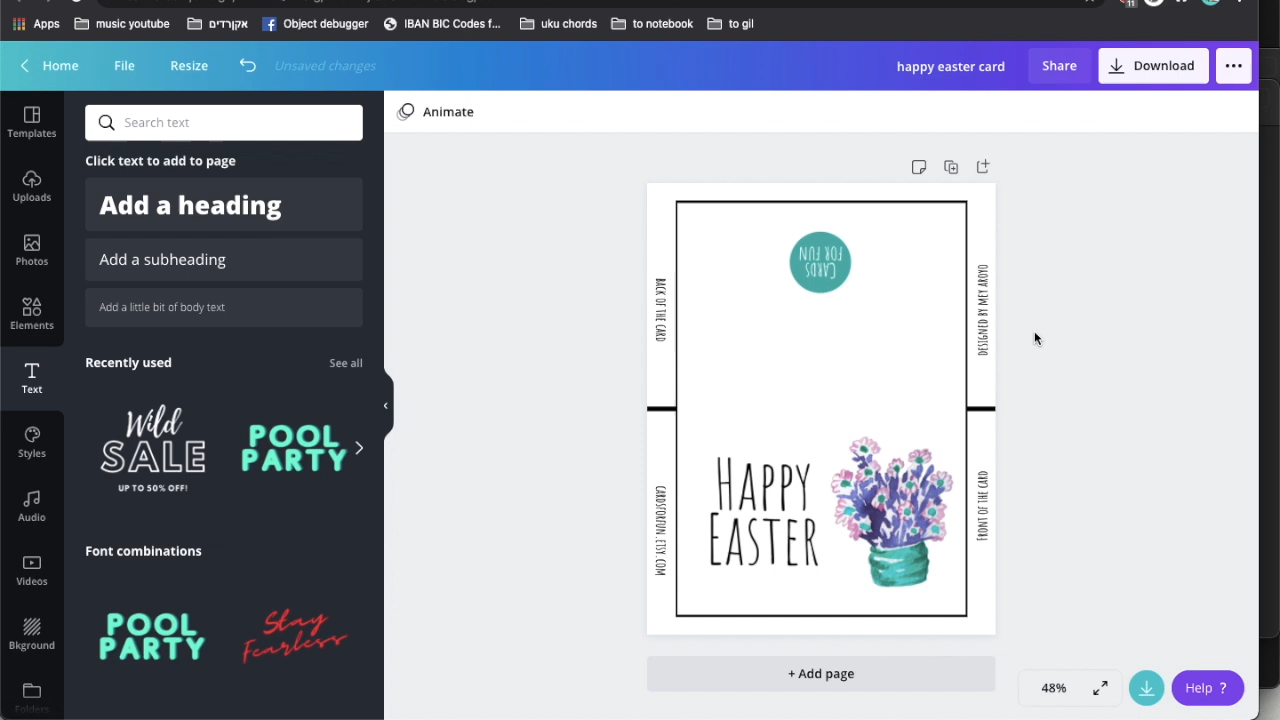 11
Apps
music youtube
אקורדים
Object debugger
IBAN BIC Codes f...
uku chords
to notebook
to gil
Home
File
Resize
Unsaved changes
happy easter card
Share
Download
Templates
Uploads
Photos
Elements
Text
Styles
Audio
Videos
Bkground
Folders
Search text
Click text to add to page
Add a heading
Add a subheading
Add a little bit of body text
Recently used
See all
Wild
SALE
UP TO 50% OFF!
POOL
PARTY
Font combinations
POOL
PARTY
Stay
Fearless
Animate
CARDS
FOR FUN
BACK OF THE CARD
DESIGNED BY MEY AROYO
HAPPY
EASTER
CARDSFORFUN.ETSY.COM
FRONT OF THE CARD
+ Add page
48%
Help ?